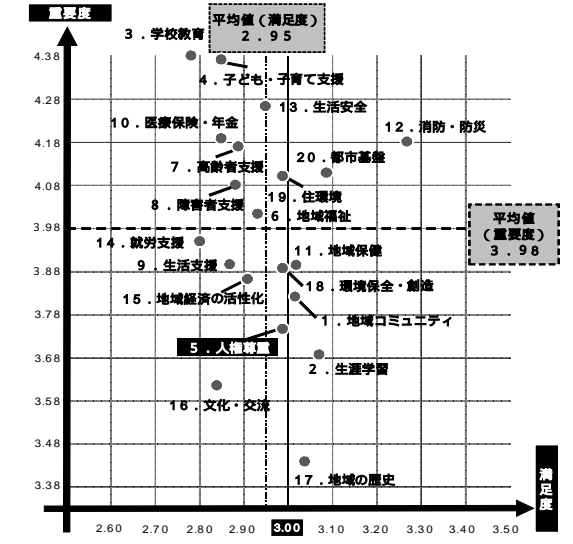 重要度
平均値（満足度）
２．９５
３．学校教育
4.38
４．子ども・子育て支援
4.28
１３．生活安全
１０．医療保険・年金
１２．消防・防災
4.18
２０．都市基盤
７．高齢者支援
4.08
８．障害者支援
１９．住環境
６．地域福祉
平均値
（重要度）
３．９８
3.98
１４．就労支援
１１．地域保健
９．生活支援
3.88
１８．環境保全・創造
１５．地域経済の活性化
3.78
１．地域コミュニティ
５．人権尊重
3.68
２．生涯学習
3.58
１６．文化・交流
3.48
3.38
１７．地域の歴史
満足度
2.60 2.70 2.80 2.90 3.00 3.10 3.20 3.30 3.40 3.50